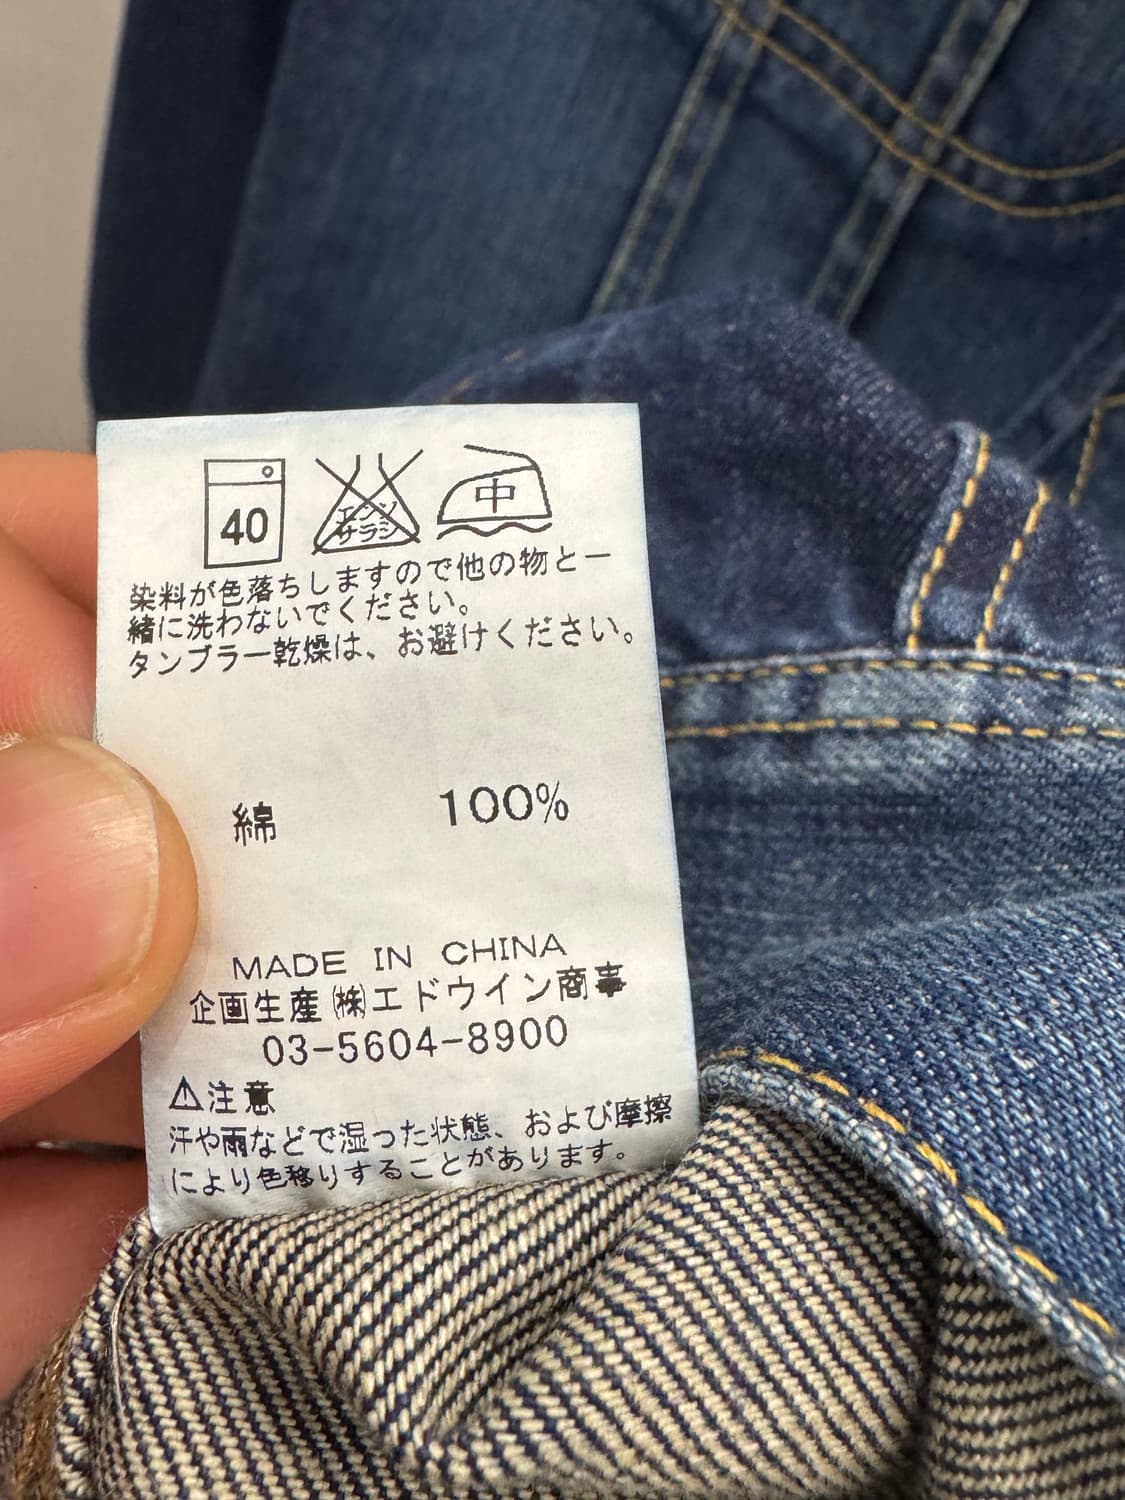 40
エンソ
サラシ
中
染料が色落ちしますので他の物と一
緒に洗わないでください。
タンブラー乾燥は、お避けください。
綿 100%
MADE IN CHINA
企画生産 ㈱エドウイン商事
03-5604-8900
⚠注意
汗や雨などで湿った状態、および摩擦
により色移りすることがあります。